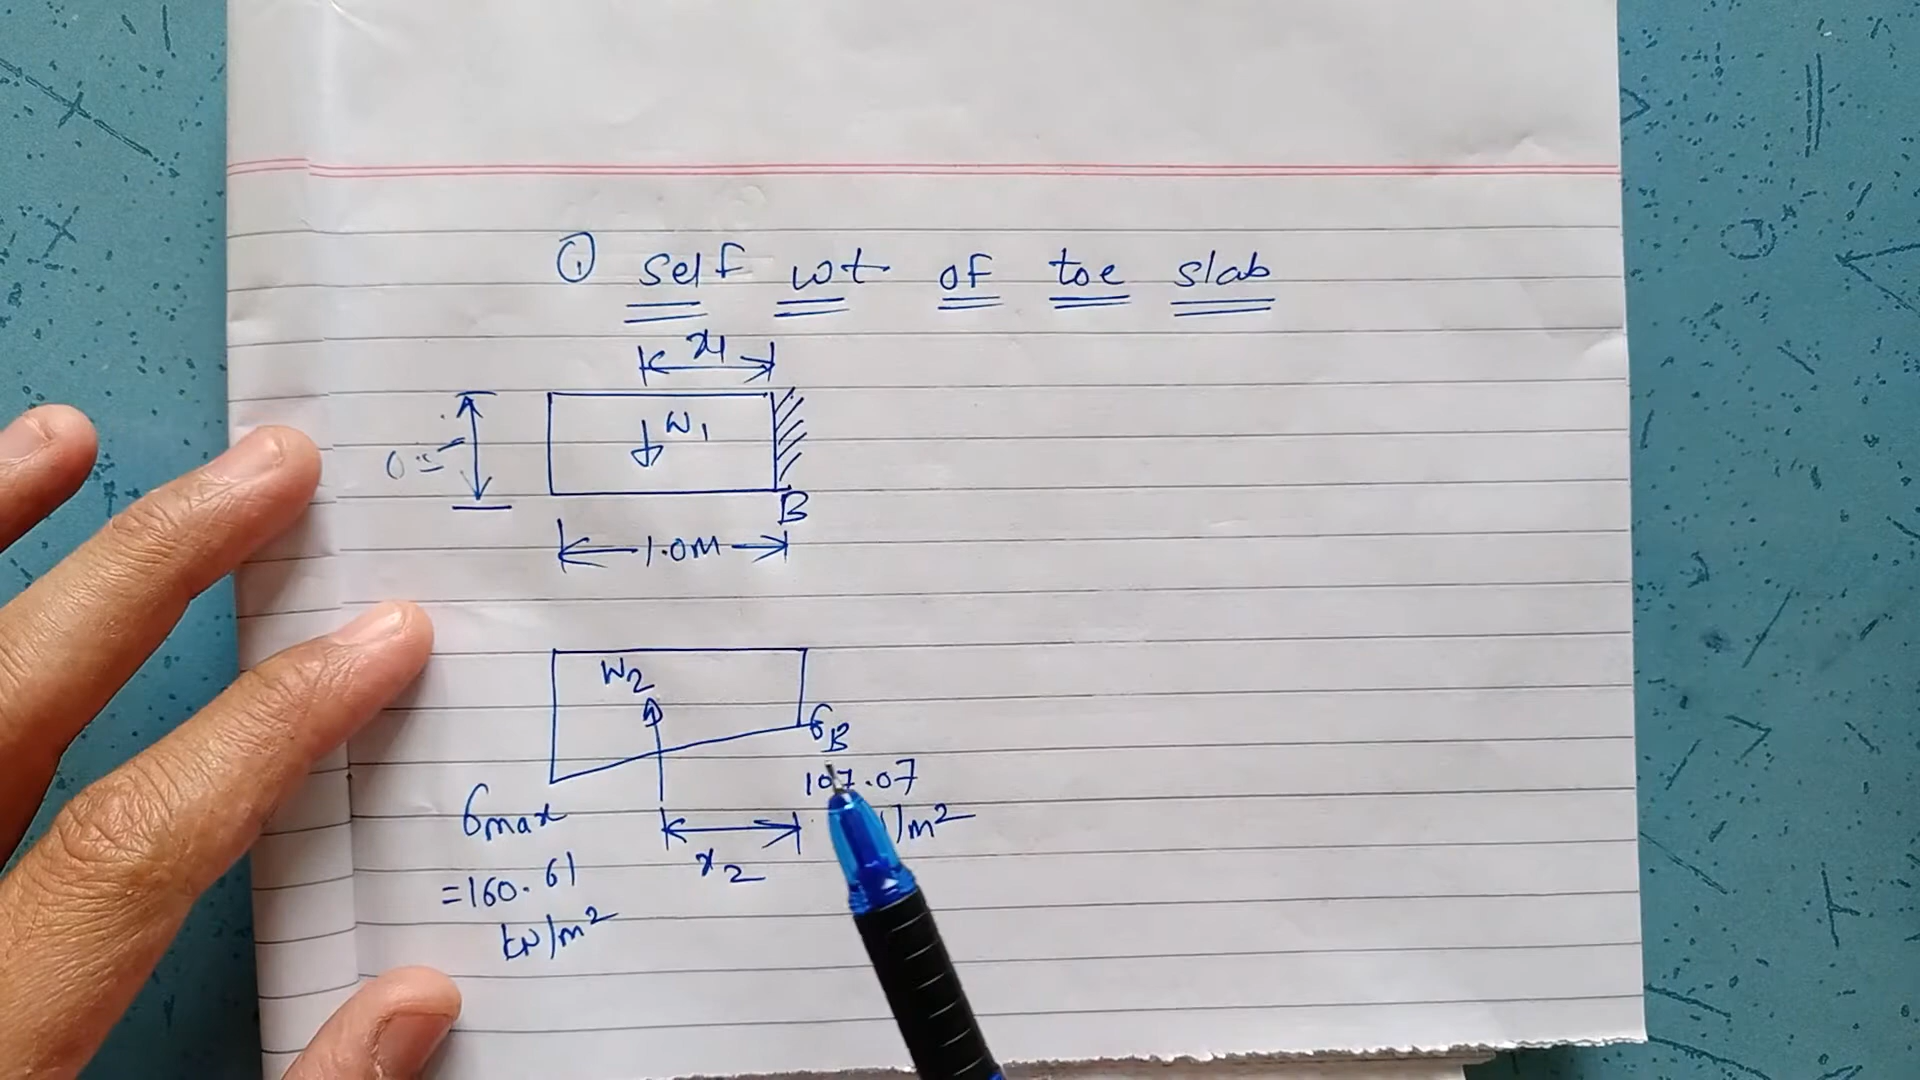 ① self wt of toe slab
x1
W1
B
1.0M
W2
σB
107.07
/m²
σmax
x2
=160.61
kN/m²